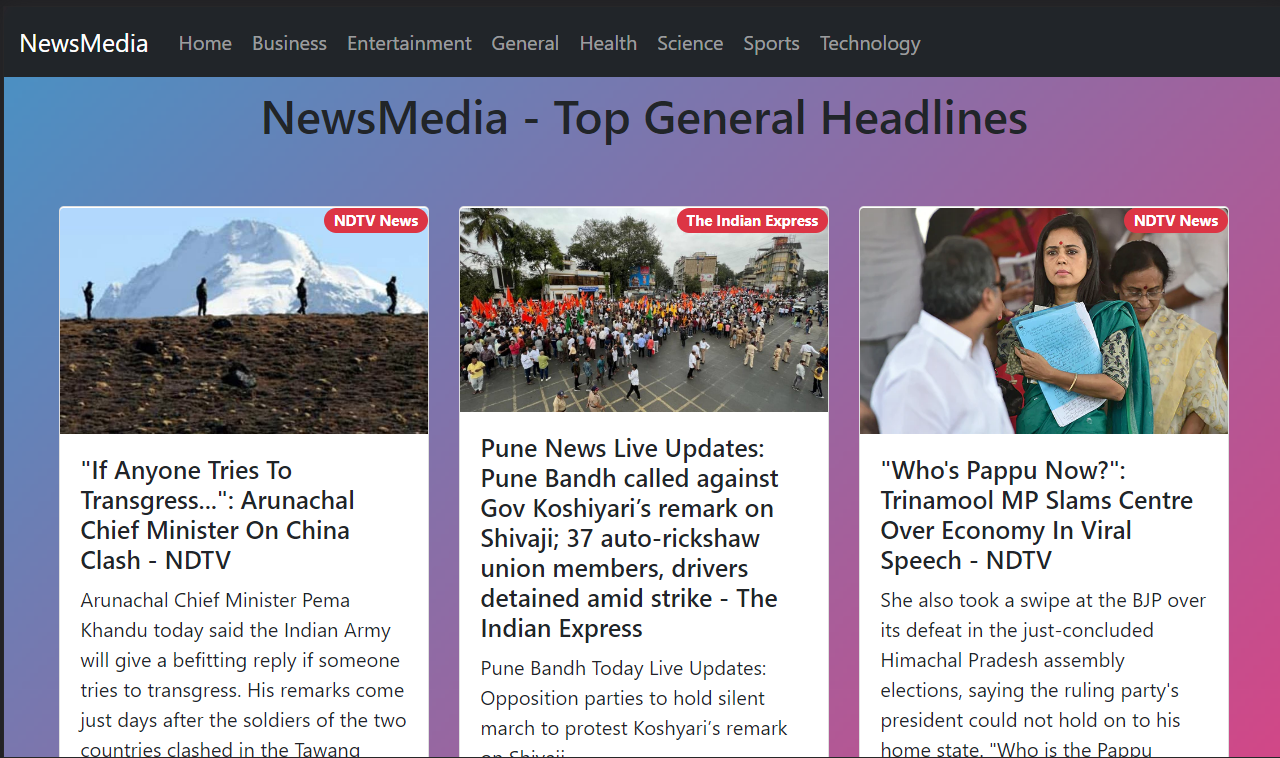 NewsMedia Home Business Entertainment General Health Science Sports Technology
NewsMedia - Top General Headlines
NDTV News
"If Anyone Tries To
Transgress...": Arunachal
Chief Minister On China
Clash - NDTV
Arunachal Chief Minister Pema
Khandu today said the Indian Army
will give a befitting reply if someone
tries to transgress. His remarks come
just days after the soldiers of the two
countries clashed in the Tawang
The Indian Express
Pune News Live Updates:
Pune Bandh called against
Gov Koshiyari’s remark on
Shivaji; 37 auto-rickshaw
union members, drivers
detained amid strike - The
Indian Express
Pune Bandh Today Live Updates:
Opposition parties to hold silent
march to protest Koshyari’s remark
on Shivaji
NDTV News
"Who's Pappu Now?":
Trinamool MP Slams Centre
Over Economy In Viral
Speech - NDTV
She also took a swipe at the BJP over
its defeat in the just-concluded
Himachal Pradesh assembly
elections, saying the ruling party's
president could not hold on to his
home state. "Who is the Pappu